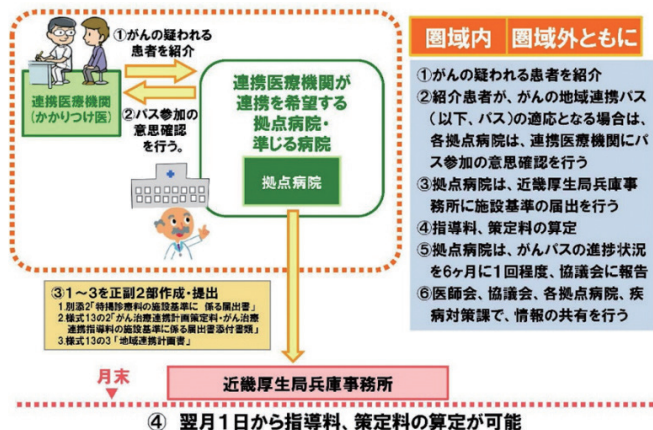 ①がんの疑われる
患者を紹介
②パス参加の
意思確認
を行う。
連携医療機関
(かかりつけ医)
連携医療機関が
連携を希望する
拠点病院・
準じる病院
拠点病院
③1～3を正副2部作成・提出
1.別添2「特掲診療料の施設基準に 係る届出書」
2.様式13の2「がん治療連携計画策定料・がん治療
連携指導料の施設基準に係る届出書添付書類」
3.様式13の3「地域連携計画書」
月末
近畿厚生局兵庫事務所
④ 翌月1日から指導料、策定料の算定が可能
圏域内 圏域外ともに
①がんの疑われる患者を紹介
②紹介患者が、がんの地域連携パス
(以下、パス)の適応となる場合は、
各拠点病院は、連携医療機関にパ
ス参加の意思確認を行う
③拠点病院は、近畿厚生局兵庫事
務所に施設基準の届出を行う
④指導料、策定料の算定
⑤拠点病院は、がんパスの進捗状況
を6ヶ月に1回程度、協議会に報告
⑥医師会、協議会、各拠点病院、疾
病対策課で、情報の共有を行う